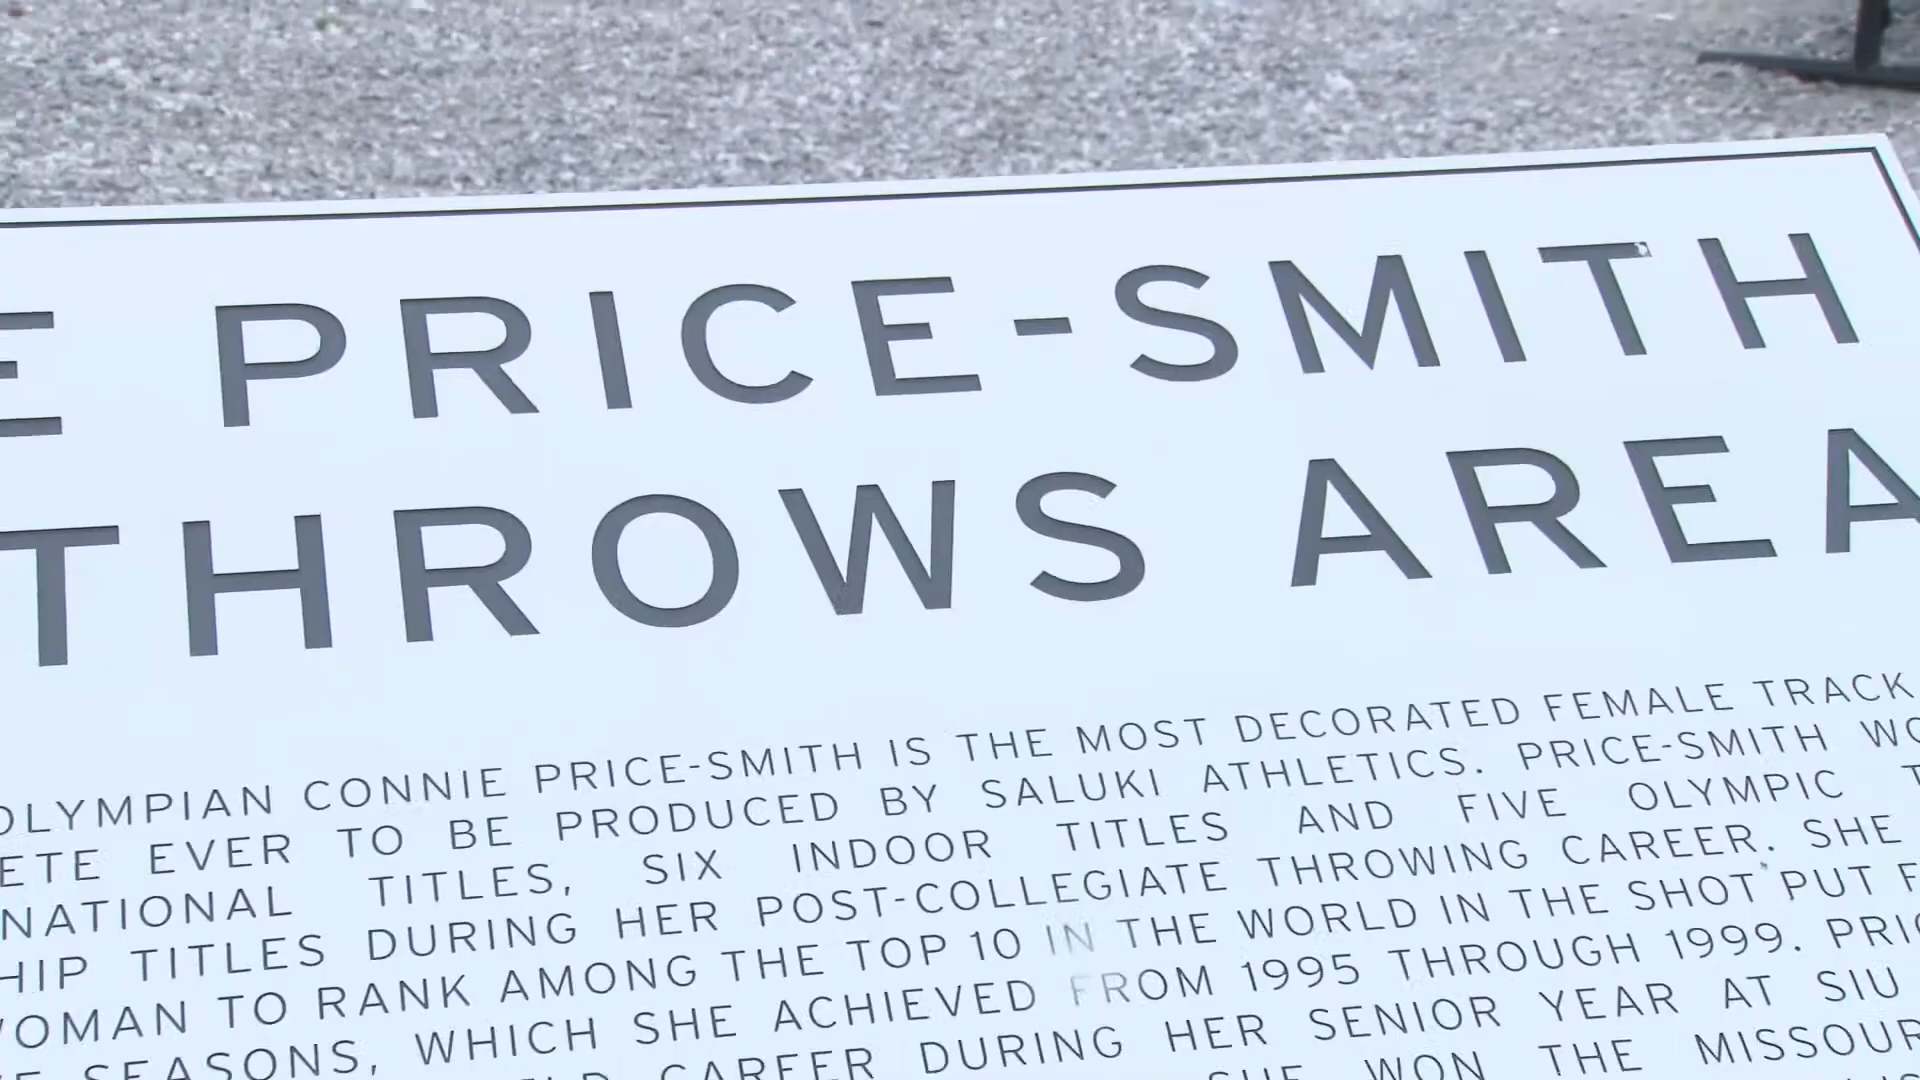 E PRICE-SMITH
THROWS AREA
OLYMPIAN CONNIE PRICE-SMITH IS THE MOST DECORATED FEMALE TRACK
ETE EVER TO BE PRODUCED BY SALUKI ATHLETICS. PRICE-SMITH WO
NATIONAL TITLES, SIX INDOOR TITLES AND FIVE OLYMPIC T
HIP TITLES DURING HER POST-COLLEGIATE THROWING CAREER. SHE
WOMAN TO RANK AMONG THE TOP 10 IN THE WORLD IN THE SHOT PUT F
SEASONS, WHICH SHE ACHIEVED FROM 1995 THROUGH 1999. PRIC
CAREER DURING HER SENIOR YEAR AT SIU
SHE WON THE MISSOUR